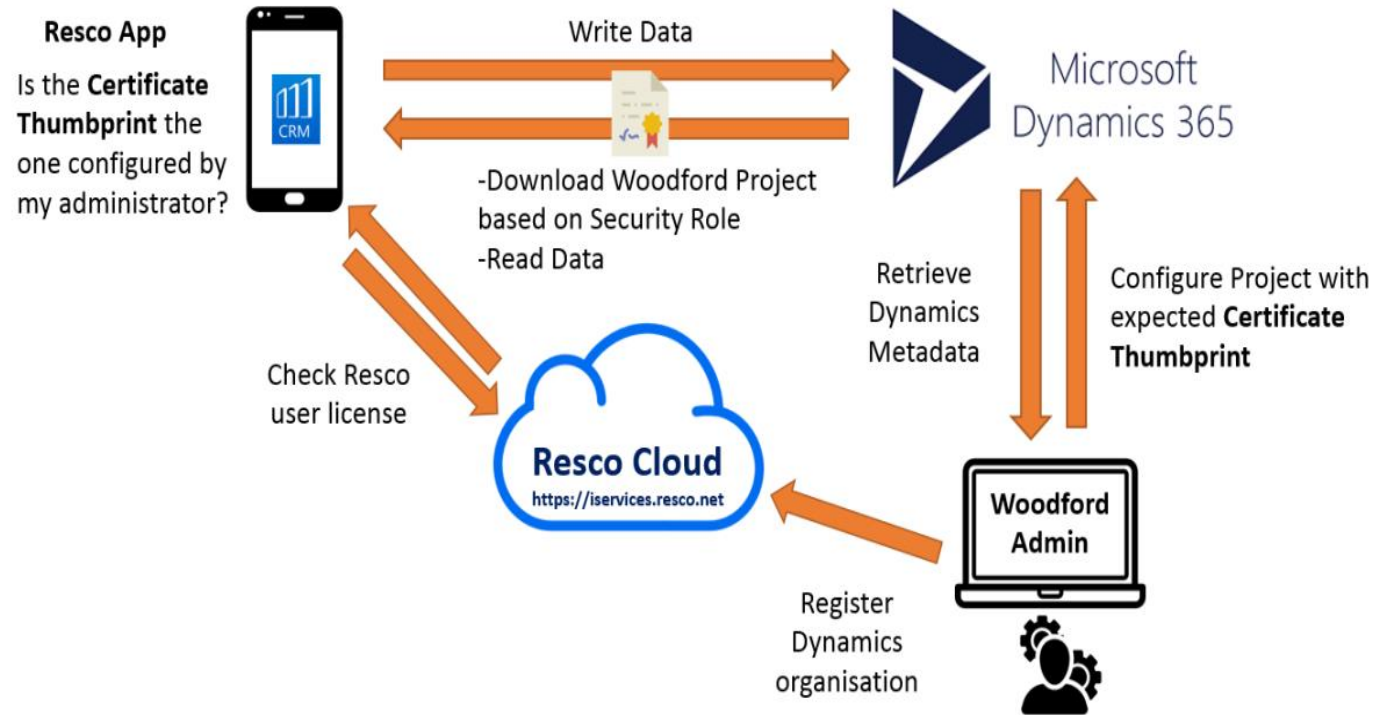 Resco App
Is the Certificate
Thumbprint the
one configured by
my administrator?
CRM
Write Data
-Download Woodford Project
based on Security Role
-Read Data
Microsoft
Dynamics 365
Retrieve
Dynamics
Metadata
Configure Project with
expected Certificate
Thumbprint
Check Resco
user license
Resco Cloud
https://iservices.resco.net
Woodford
Admin
Register
Dynamics
organisation